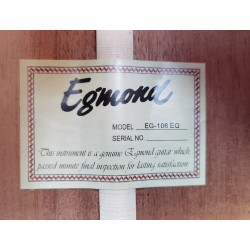 Egmond
MODEL EG-106 EQ
SERIAL NO.
This instrument is a genuine Egmond guitar which
passed minute final inspection for lasting satisfaction